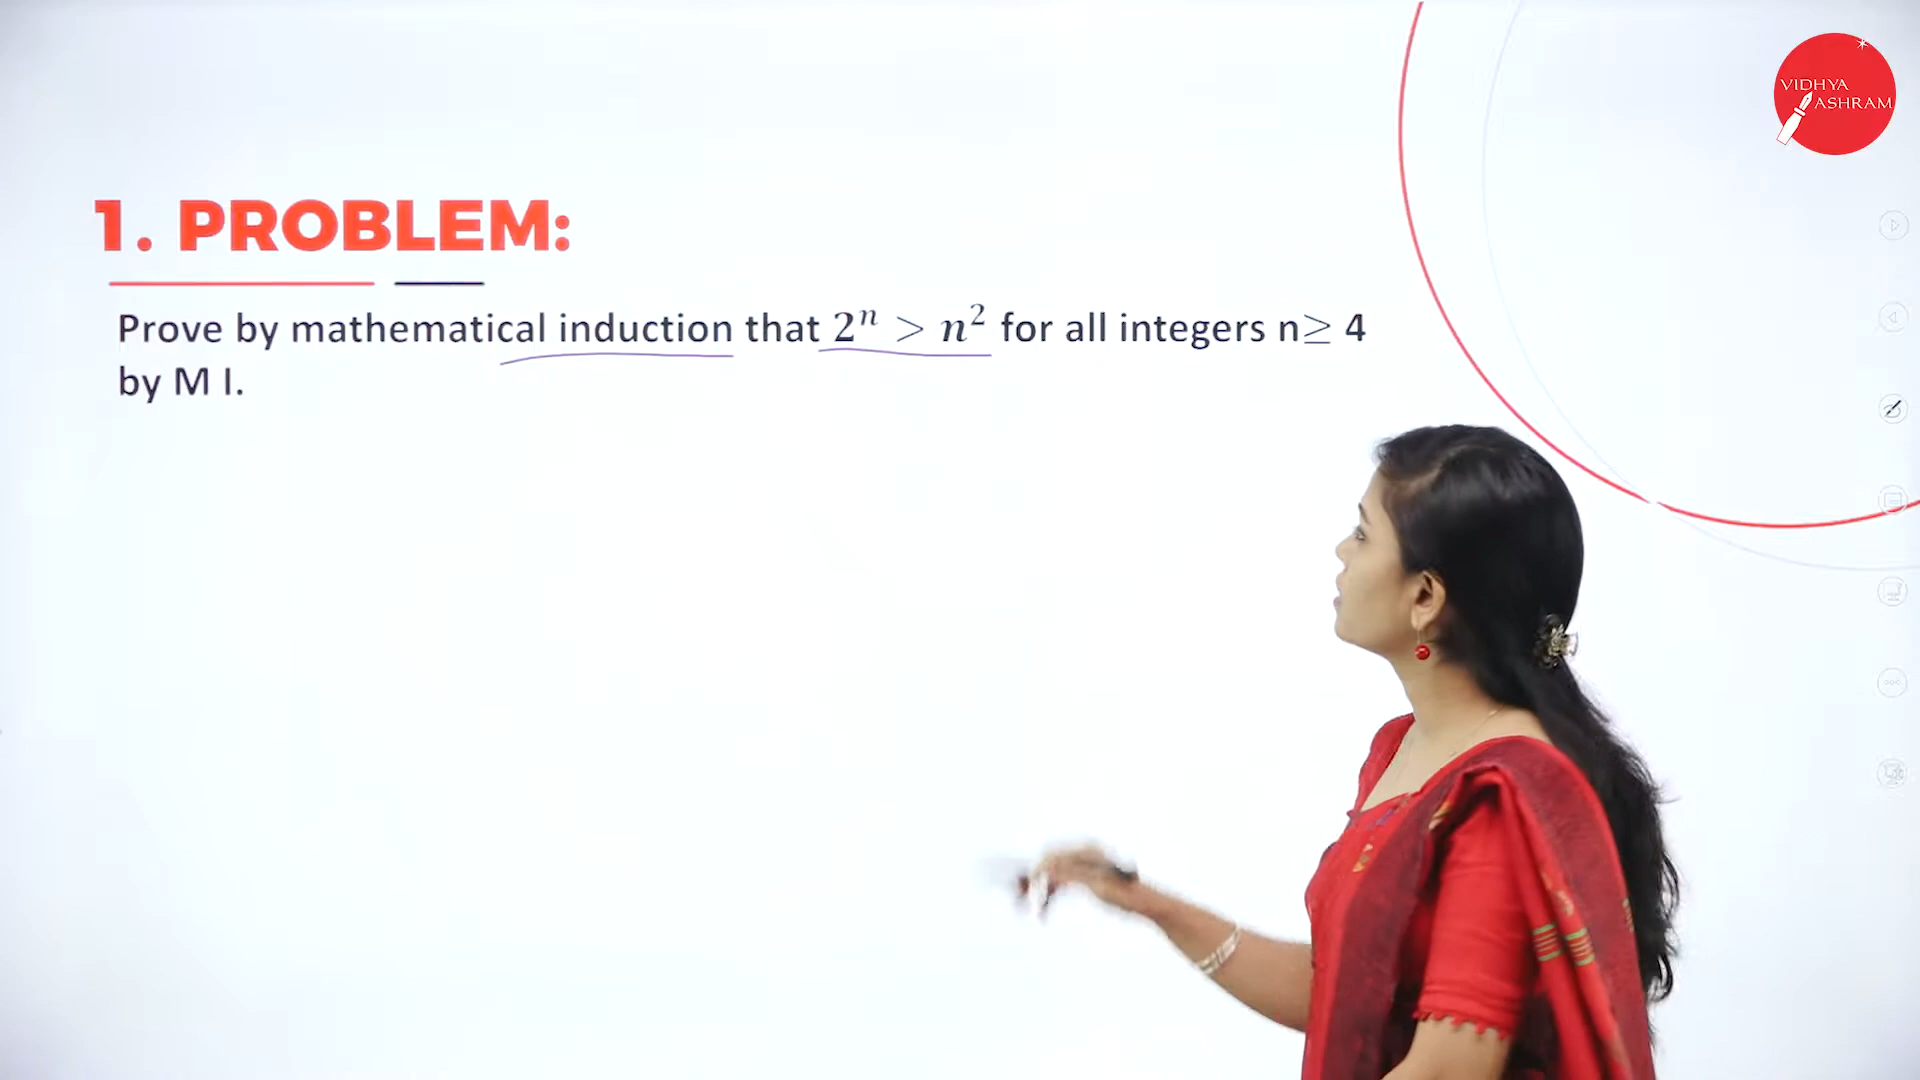 VIDHYA
ASHRAM
1. PROBLEM:
Prove by mathematical induction that 2ⁿ > n² for all integers n≥ 4
by M I.